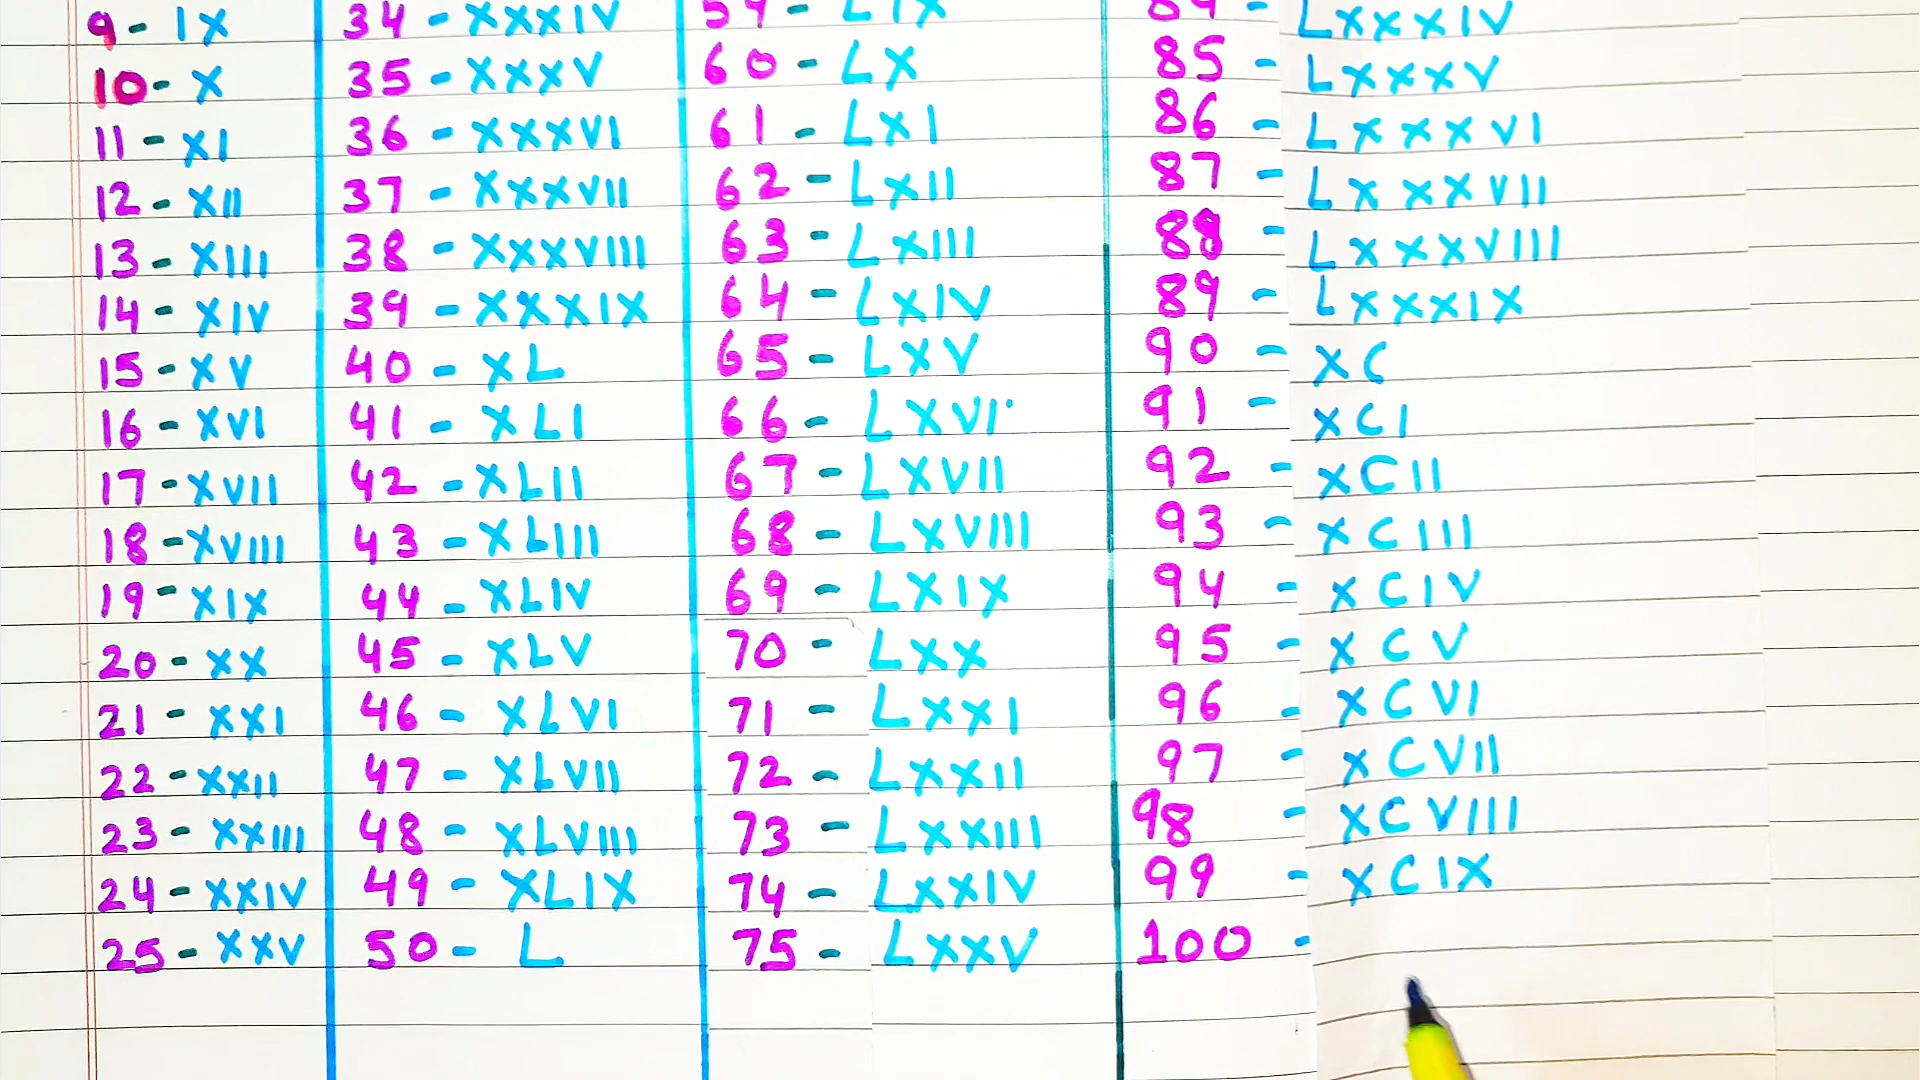 9- IX
10- X
11- XI
12- XII
13- XIII
14- XIV
15- XV
16- XVI
17- XVII
18- XVIII
19- XIX
20- XX
21- XXI
22- XXII
23- XXIII
24- XXIV
25- XXV
34- XXXIV
35- XXXV
36- XXXVI
37- XXXVII
38- XXXVIII
39- XXXIX
40- XL
41- XLI
42- XLII
43- XLIII
44- XLIV
45- XLV
46- XLVI
47- XLVII
48- XLVIII
49- XLIX
50- L
59- LIX
60- LX
61- LXI
62- LXII
63- LXIII
64- LXIV
65- LXV
66- LXVI
67- LXVII
68- LXVIII
69- LXIX
70- LXX
71- LXXI
72- LXXII
73- LXXIII
74- LXXIV
75- LXXV
84- LXXXIV
85- LXXXV
86- LXXXVI
87- LXXXVII
88- LXXXVIII
89- LXXXIX
90- XC
91- XCI
92- XCII
93- XCIII
94- XCIV
95- XCV
96- XCVI
97- XCVII
98- XCVIII
99- XCIX
100-